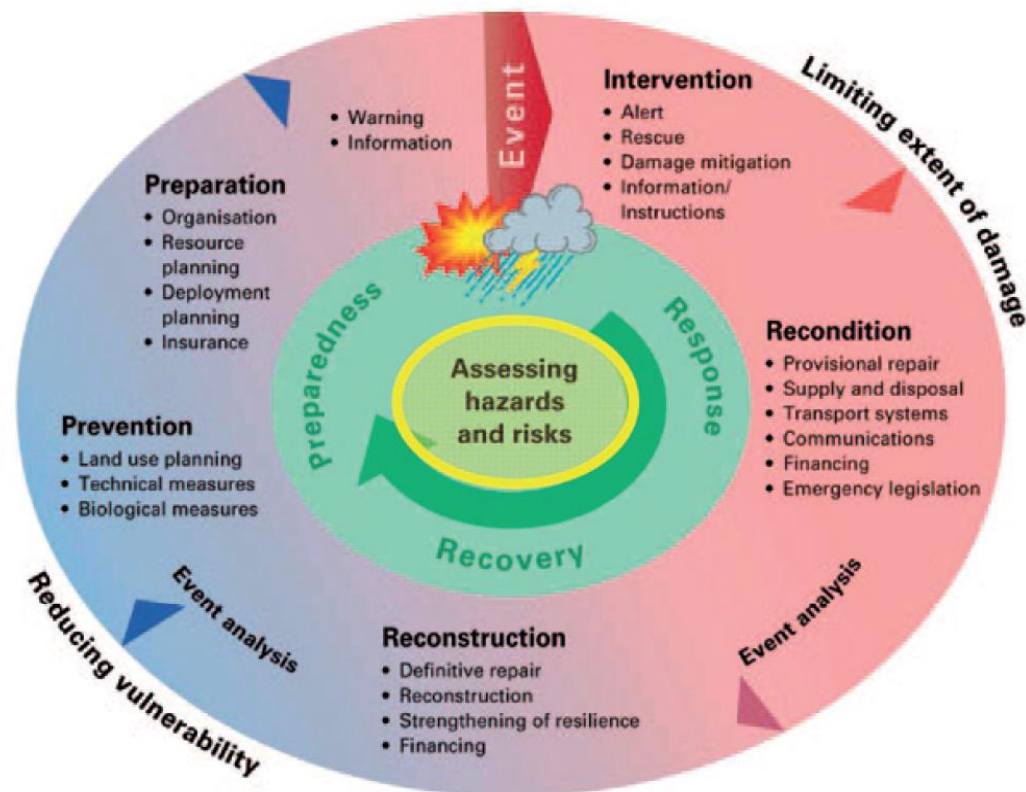 Event
• Warning
• Information
Intervention
• Alert
• Rescue
• Damage mitigation
• Information/
Instructions
Limiting extent of damage
Preparation
• Organisation
• Resource
planning
• Deployment
planning
• Insurance
Preparedness
Response
Assessing
hazards
and risks
Recondition
• Provisional repair
• Supply and disposal
• Transport systems
• Communications
• Financing
• Emergency legislation
Prevention
• Land use planning
• Technical measures
• Biological measures
Recovery
Event analysis
Event analysis
Reducing vulnerability
Reconstruction
• Definitive repair
• Reconstruction
• Strengthening of resilience
• Financing